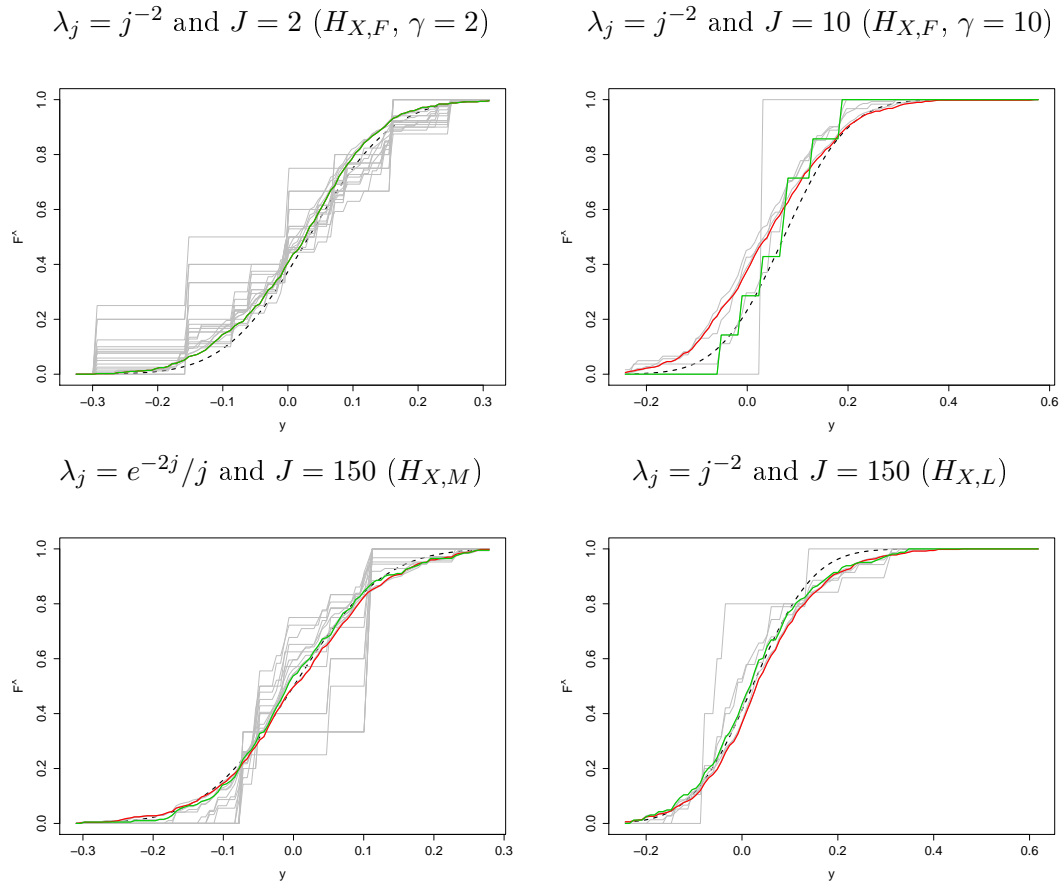 λ_j = j^{-2} and J = 2 (H_{X,F}, γ = 2)
λ_j = j^{-2} and J = 10 (H_{X,F}, γ = 10)
1.0
0.8
0.6
0.4
0.2
0.0
F^
−0.3 −0.2 −0.1 0.0 0.1 0.2 0.3
y
1.0
0.8
0.6
0.4
0.2
0.0
F^
−0.2 0.0 0.2 0.4 0.6
y
λ_j = e^{-2j}/j and J = 150 (H_{X,M})
λ_j = j^{-2} and J = 150 (H_{X,L})
1.0
0.8
0.6
0.4
0.2
0.0
F^
−0.3 −0.2 −0.1 0.0 0.1 0.2 0.3
y
1.0
0.8
0.6
0.4
0.2
0.0
F^
−0.2 0.0 0.2 0.4 0.6
y